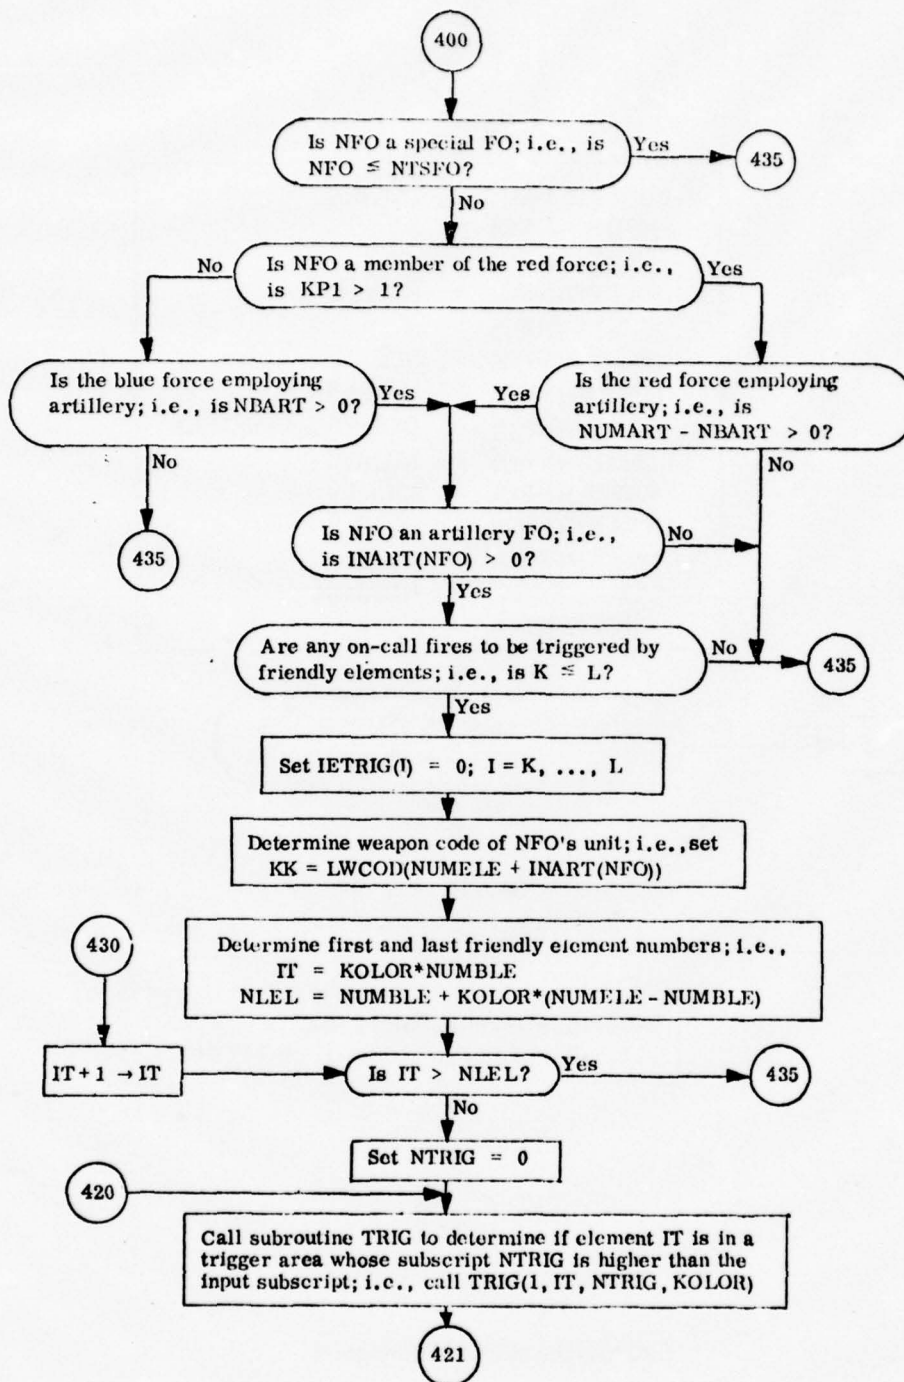 400
Is NFO a special FO; i.e., is
NFO ≤ NTSFO?
Yes
435
No
Is NFO a member of the red force; i.e.,
is KP1 > 1?
No
Yes
Is the blue force employing
artillery; i.e., is NBART > 0?
Yes
Yes
Is the red force employing
artillery; i.e., is
NUMART - NBART > 0?
No
No
435
Is NFO an artillery FO; i.e.,
is INART(NFO) > 0?
No
Yes
Are any on-call fires to be triggered by
friendly elements; i.e., is K ≤ L?
No
435
Yes
Set IETRIG(I) = 0; I = K, ..., L
Determine weapon code of NFO's unit; i.e., set
KK = LWCOD(NUMELE + INART(NFO))
430
Determine first and last friendly element numbers; i.e.,
IT = KOLOR*NUMBLE
NLEL = NUMBLE + KOLOR*(NUMELE - NUMBLE)
IT + 1 → IT
Is IT > NLEL?
Yes
435
No
Set NTRIG = 0
420
Call subroutine TRIG to determine if element IT is in a
trigger area whose subscript NTRIG is higher than the
input subscript; i.e., call TRIG(1, IT, NTRIG, KOLOR)
421